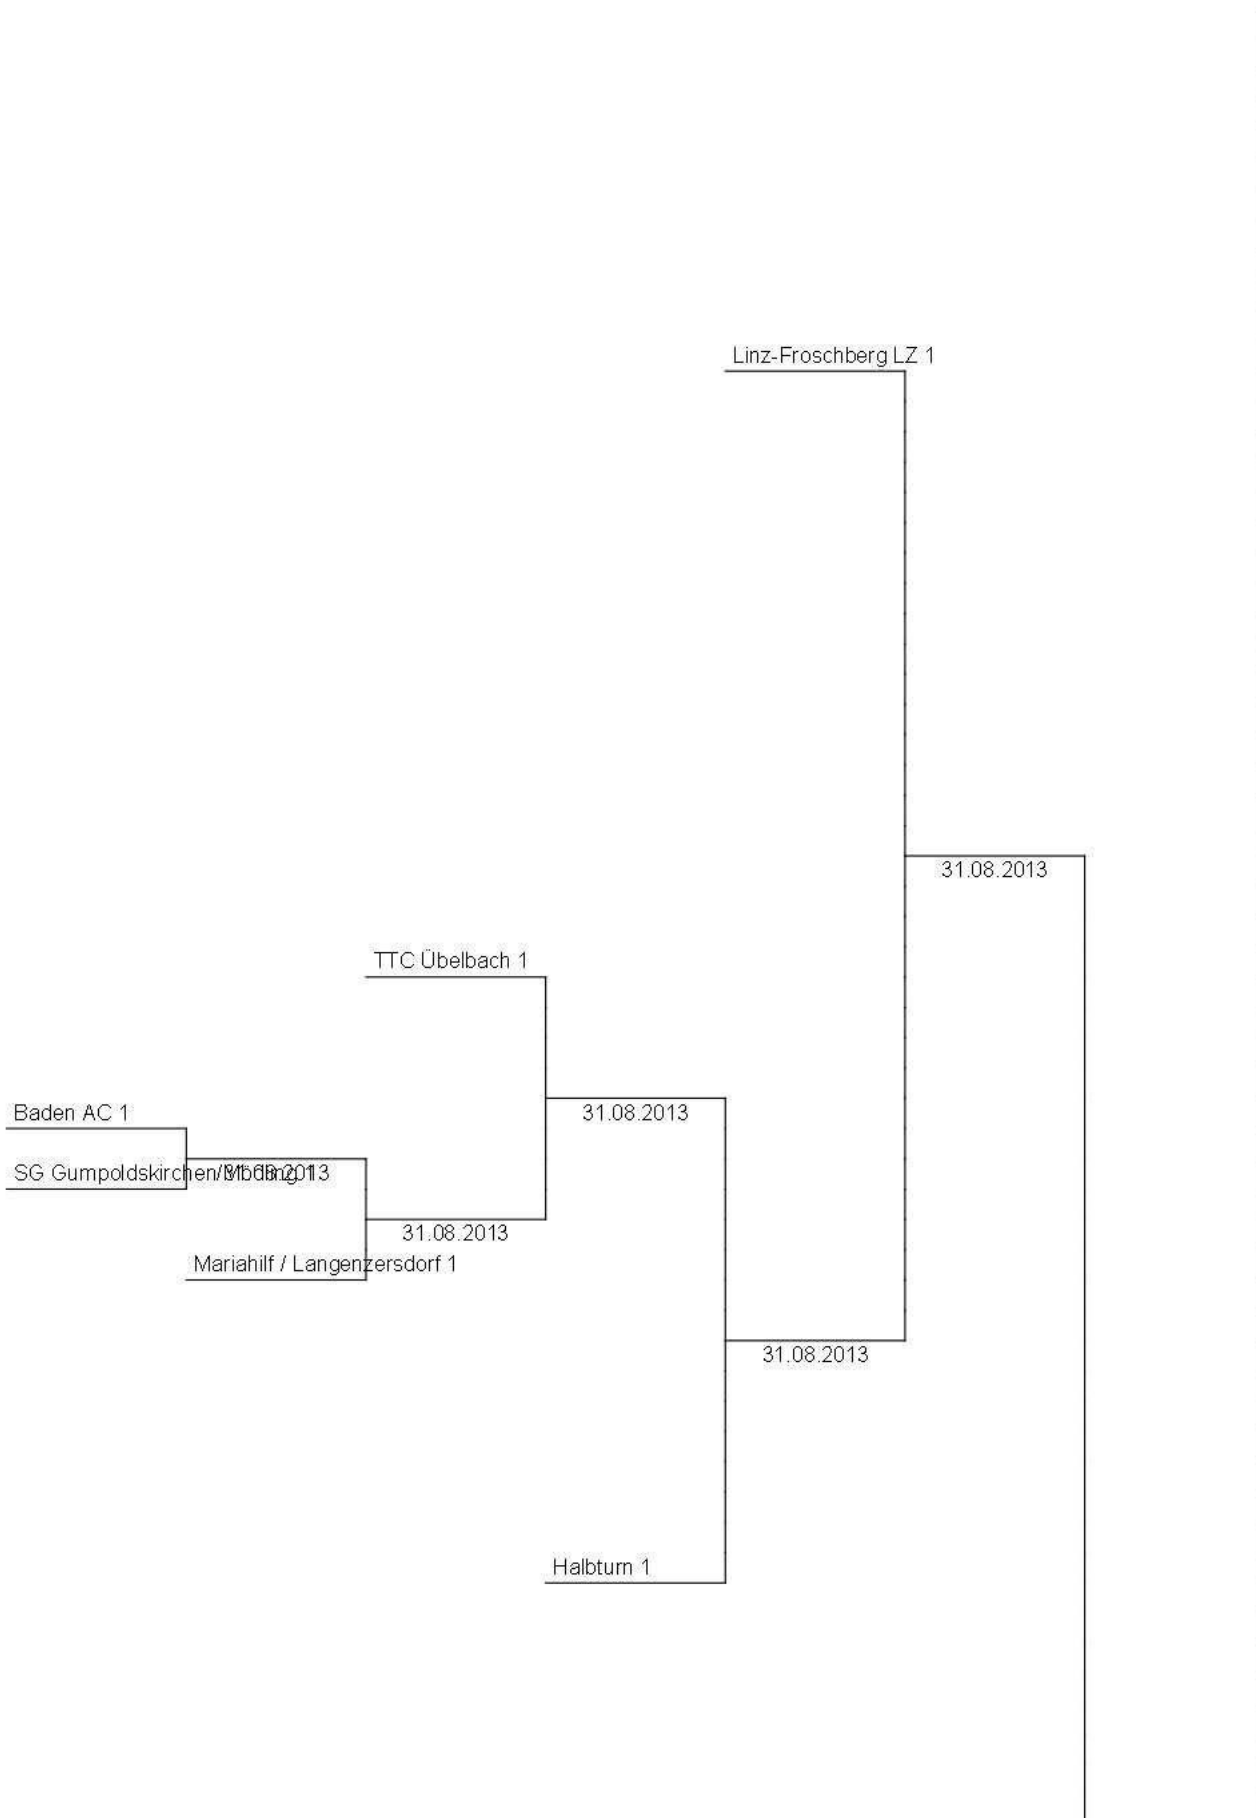 Linz-Froschberg LZ 1
31.08.2013
TTC Übelbach 1
31.08.2013
Baden AC 1
SG Gumpoldskirchen/
31.08.2013
Mariahilf / Langenzersdorf 1
31.08.2013
Halbturn 1